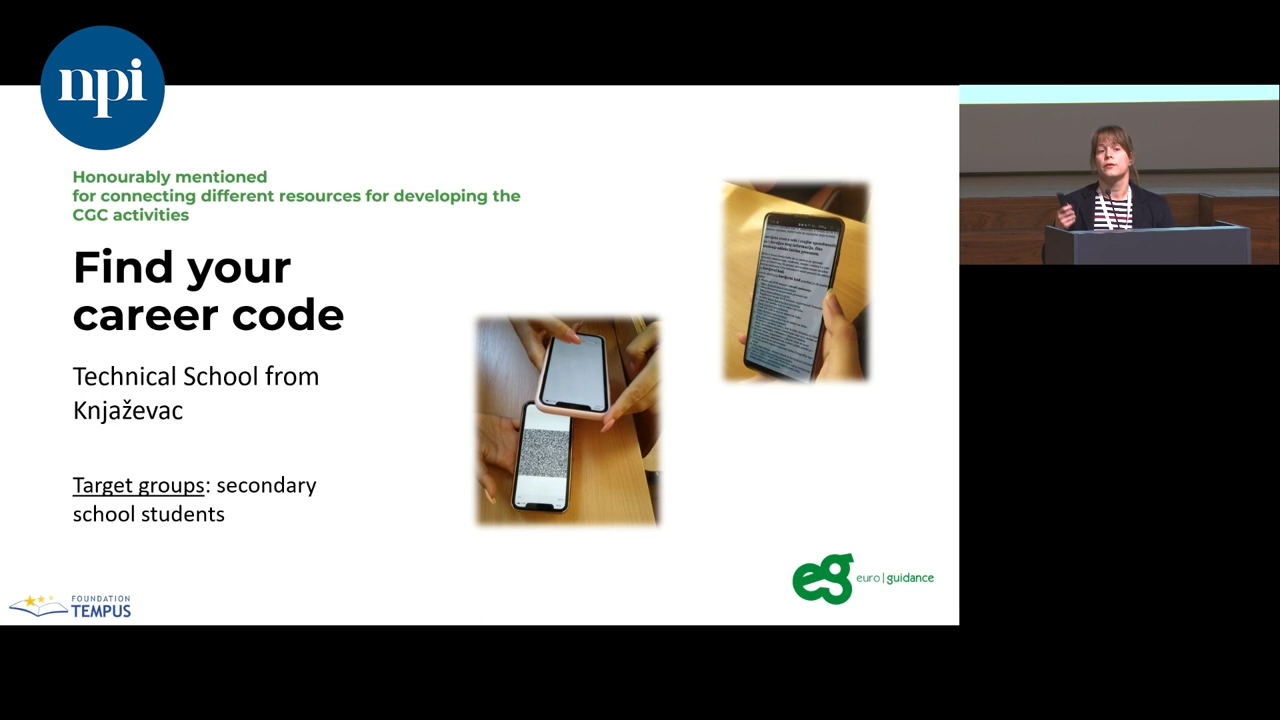 npi
Honourably mentioned
for connecting different resources for developing the
CGC activities
Find your
career code
Technical School from
Knjaževac
Target groups: secondary
school students
FOUNDATION
TEMPUS
eg euro|guidance